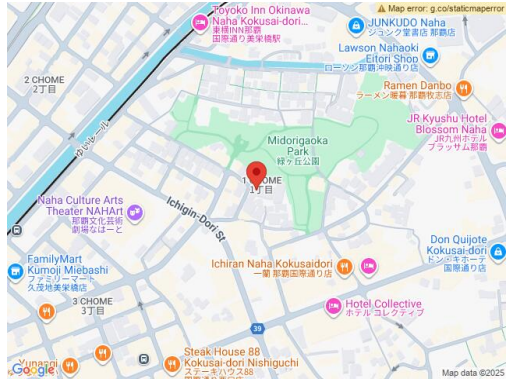 Map error: g.co/staticmaperror
Toyoko Inn Okinawa
Naha Kokusai-dori...
東横INN那覇
国際通り美栄橋駅
JUNKUDO Naha
ジュンク堂書店 那覇店
2 CHOME
2丁目
Lawson Nahaoki
Eitori Shop
ローソン那覇沖映通り店
Ramen Danbo
ラーメン暖暮 那覇牧志店
ゆいレール
JR Kyushu Hotel
Blossom Naha
JR九州ホテル
ブラッサム那覇
Midorigaoka
Park
緑ヶ丘公園
1 CHOME
1丁目
Naha Culture Arts
Theater NAHArt
那覇文化芸術
劇場なはーと
Ichigin-Dori St
Don Quijote
Kokusai-dori
ドン・キホーテ
国際通り店
FamilyMart
Kumoji Miebashi
ファミリーマート
久茂地美栄橋店
Ichiran Naha Kokusaidori
一蘭 那覇国際通り店
3 CHOME
3丁目
Hotel Collective
ホテル コレクティブ
39
Steak House 88
Kokusai-dori Nishiguchi
ステーキハウス88
Yunangi
Google
Map data ©2025